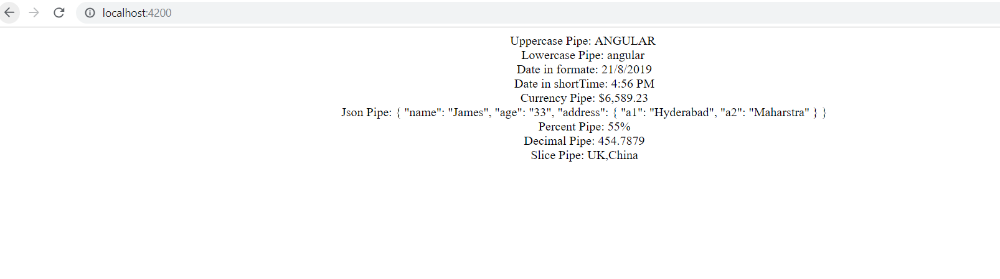 localhost:4200
Uppercase Pipe: ANGULAR
Lowercase Pipe: angular
Date in formate: 21/8/2019
Date in shortTime: 4:56 PM
Currency Pipe: $6,589.23
Json Pipe: { "name": "James", "age": "33", "address": { "a1": "Hyderabad", "a2": "Maharstra" } }
Percent Pipe: 55%
Decimal Pipe: 454.7879
Slice Pipe: UK,China